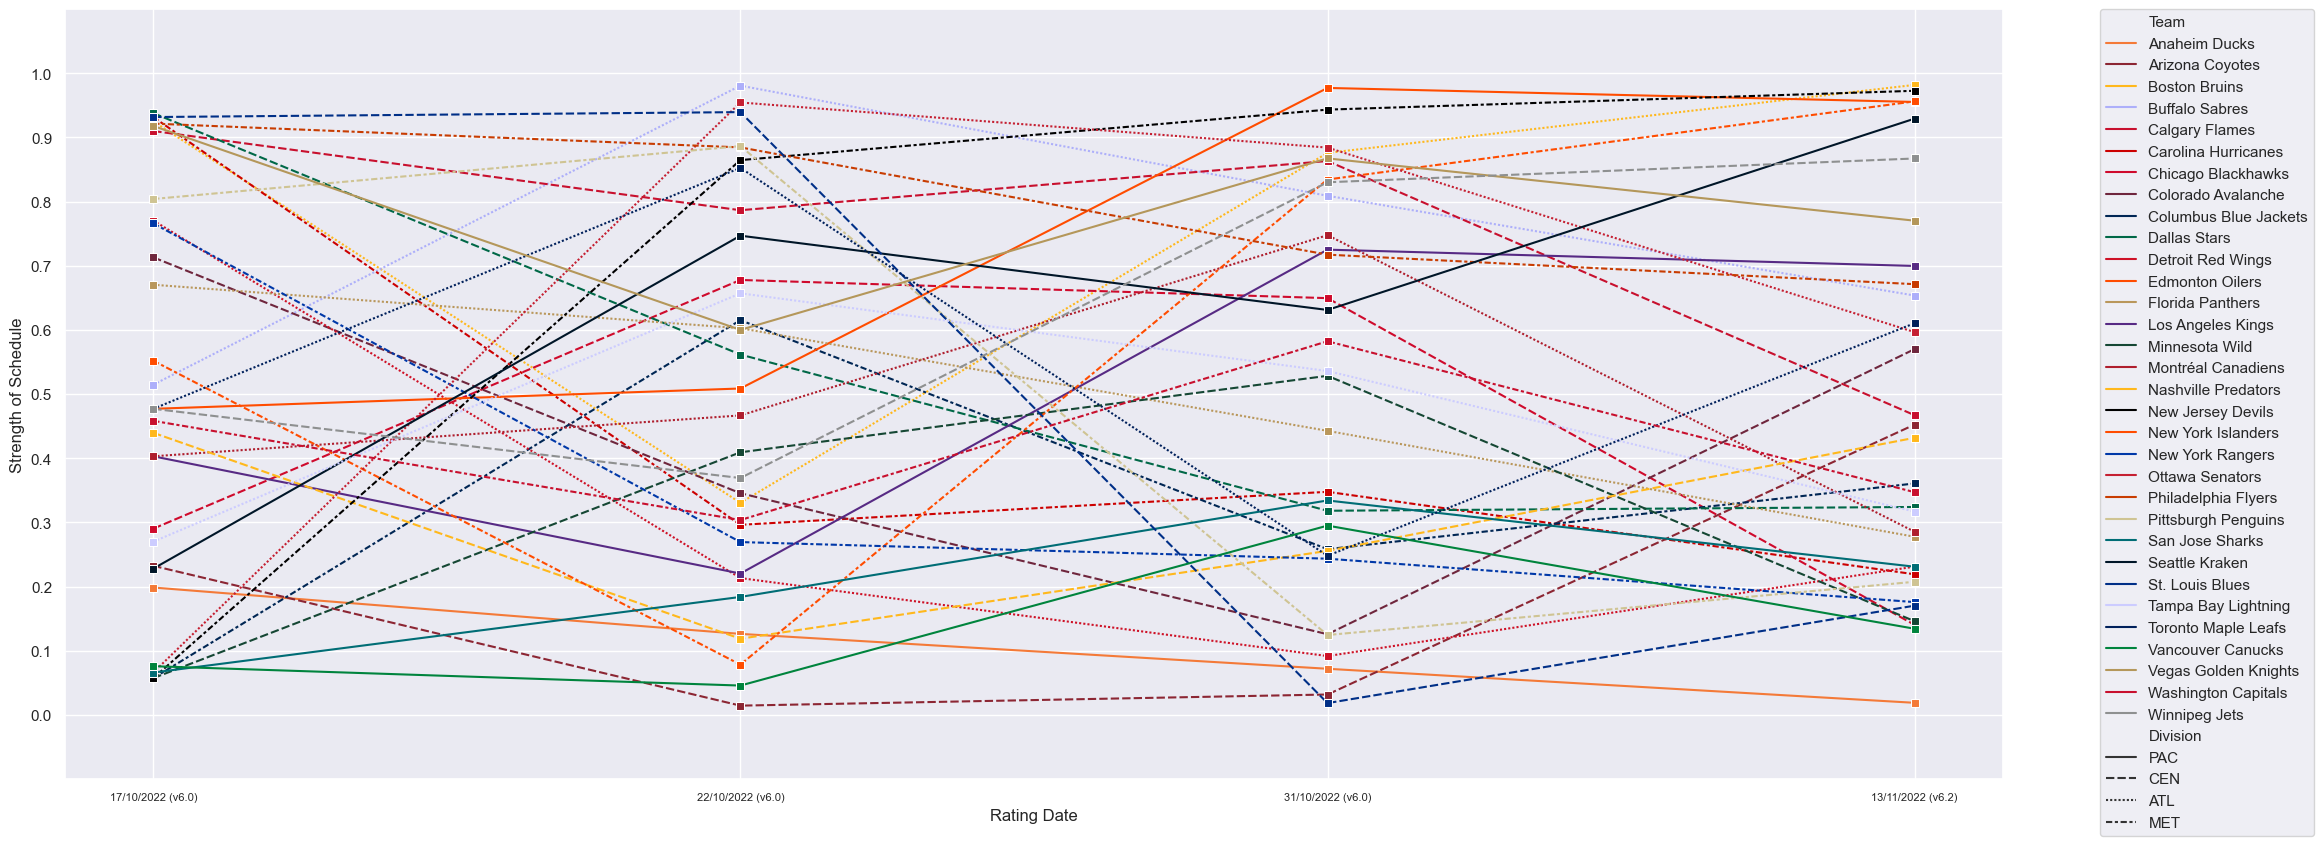 Strength of Schedule
1.0
0.9
0.8
0.7
0.6
0.5
0.4
0.3
0.2
0.1
0.0
17/10/2022 (v6.0)
22/10/2022 (v6.0)
31/10/2022 (v6.0)
13/11/2022 (v6.2)
Rating Date
Team
Anaheim Ducks
Arizona Coyotes
Boston Bruins
Buffalo Sabres
Calgary Flames
Carolina Hurricanes
Chicago Blackhawks
Colorado Avalanche
Columbus Blue Jackets
Dallas Stars
Detroit Red Wings
Edmonton Oilers
Florida Panthers
Los Angeles Kings
Minnesota Wild
Montréal Canadiens
Nashville Predators
New Jersey Devils
New York Islanders
New York Rangers
Ottawa Senators
Philadelphia Flyers
Pittsburgh Penguins
San Jose Sharks
Seattle Kraken
St. Louis Blues
Tampa Bay Lightning
Toronto Maple Leafs
Vancouver Canucks
Vegas Golden Knights
Washington Capitals
Winnipeg Jets
Division
PAC
CEN
ATL
MET